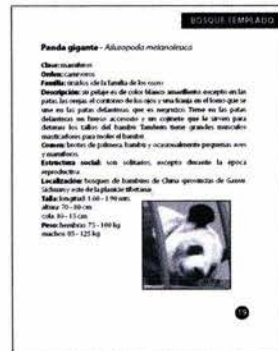 BOSQUE TEMPLADO
Panda gigante - Ailuropoda melanoleuca
Clase: mamíferos
Orden: carnívoros
Familia: úrsidos (de la familia de los osos)
Descripción: su pelaje es de color blanco amarillento excepto en las
patas, las orejas, el contorno de los ojos y una franja en el lomo que se
une en las patas delanteras, que es negruzco. Tiene en las patas
delanteras un hueso accesorio y un cojinete que le sirven para
detener los tallos del bambú. También tiene grandes músculos
masticadores para moler el bambú.
Comen: brotes de palmera, bambú y ocasionalmente pequeñas aves
y mamíferos.
Estructura social: son solitarios, excepto durante la época
reproductiva.
Localización: bosques de bambúes de China (provincias de Gansu
Sichuan) y este de la planicie tibetana.
Talla: longitud: 1.60 - 1.90 mts.
altura: 70 - 80 cm
cola: 10 - 15 cm
Peso: hembras: 75 - 100 kg
machos: 85 - 125 kg
19